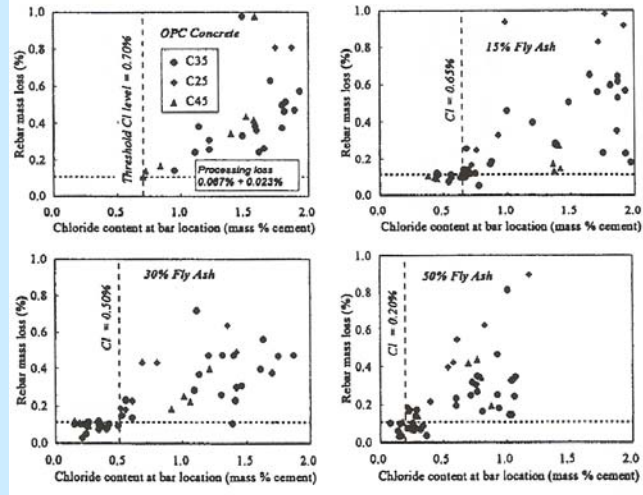 OPC Concrete
C35
C25
C45
Threshold Cl level = 0.70%
Processing loss
0.067% + 0.023%
Rebar mass loss (%)
1.0
0.8
0.6
0.4
0.2
0.0
0.0 0.5 1.0 1.5 2.0
Chloride content at bar location (mass % cement)
15% Fly Ash
Cl = 0.65%
Rebar mass loss (%)
1.0
0.8
0.6
0.4
0.2
0.0
0.0 0.5 1.0 1.5 2.0
Chloride content at bar location (mass % cement)
30% Fly Ash
Cl = 0.50%
Rebar mass loss (%)
1.0
0.8
0.6
0.4
0.2
0.0
0.0 0.5 1.0 1.5 2.0
Chloride content at bar location (mass % cement)
50% Fly Ash
Cl = 0.20%
Rebar mass loss (%)
1.0
0.8
0.6
0.4
0.2
0.0
0.0 0.5 1.0 1.5 2.0
Chloride content at bar location (mass % cement)